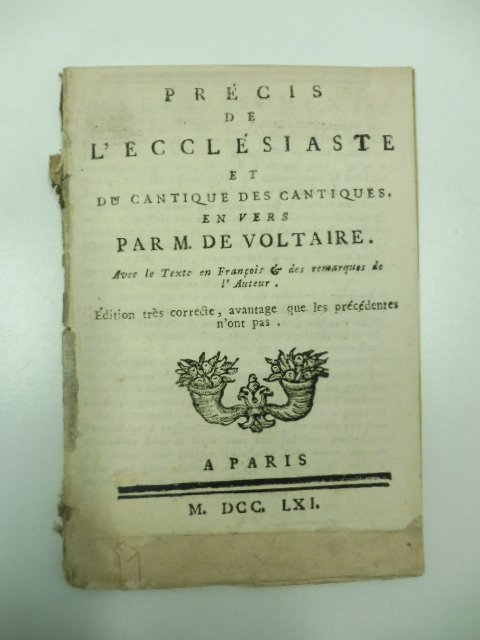 PRÉCIS
DE
L'ECCLÉSIASTE
ET
DU CANTIQUE DES CANTIQUES.
EN VERS
PAR M. DE VOLTAIRE.
Avec le Texte en François & des remarques de
l'Auteur.
Édition très correcte, avantage que les précédentes
n'ont pas.
A PARIS
M. DCC. LXI.